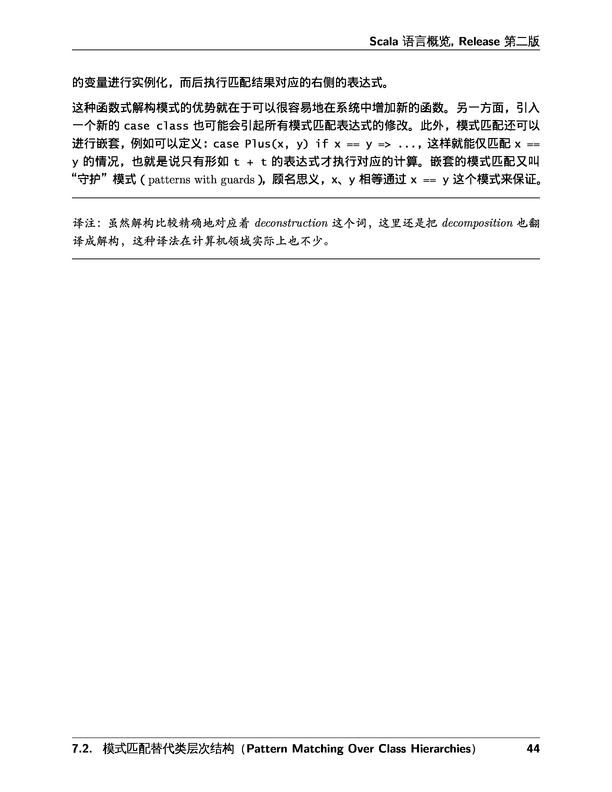 Scala 语言概览, Release 第二版
的变量进行实例化，而后执行匹配结果对应的右侧的表达式。
这种函数式解构模式的优势就在于可以很容易地在系统中增加新的函数。另一方面，引入
一个新的 case class 也可能会引起所有模式匹配表达式的修改。此外，模式匹配还可以
进行嵌套，例如可以定义：case Plus(x, y) if x == y => ...，这样就能仅匹配 x ==
y 的情况，也就是说只有形如 t + t 的表达式才执行对应的计算。嵌套的模式匹配又叫
“守护”模式（patterns with guards），顾名思义，x、y 相等通过 x == y 这个模式来保证。
译注：虽然解构比较精确地对应着 deconstruction 这个词，这里还是把 decomposition 也翻
译成解构，这种译法在计算机领域实际上也不少。
7.2. 模式匹配替代类层次结构（Pattern Matching Over Class Hierarchies） 44